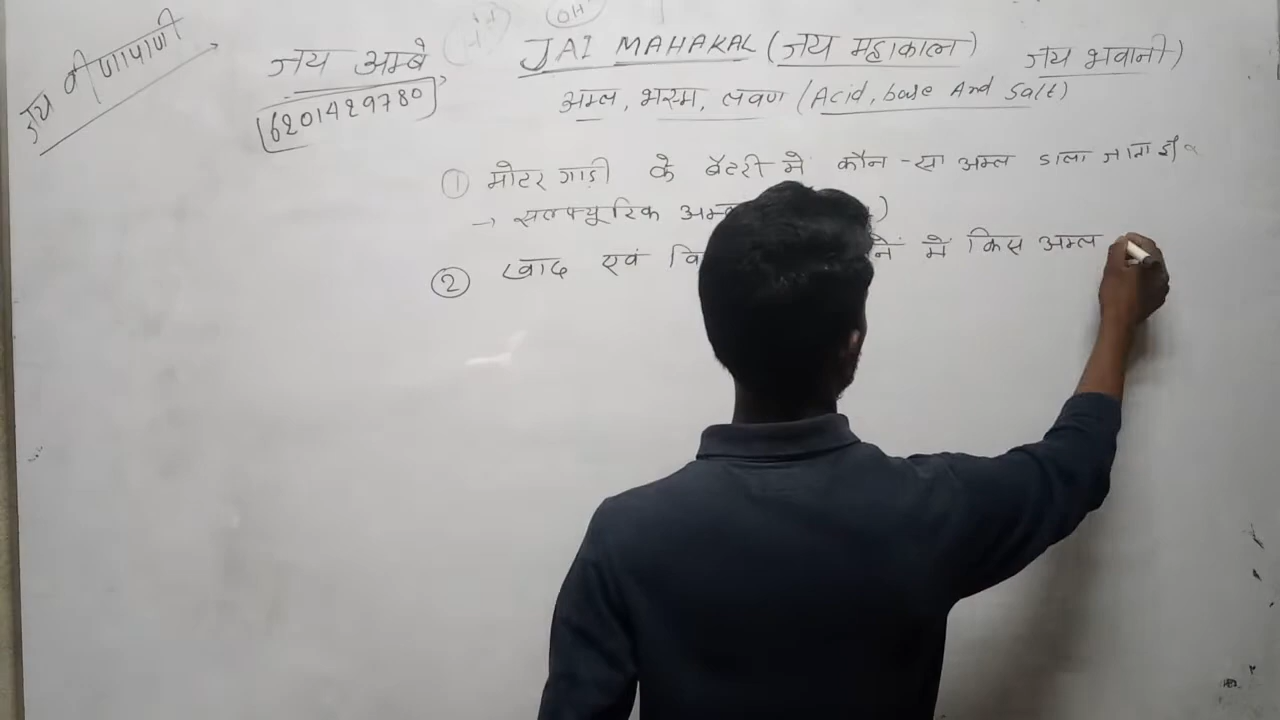 OH⁻
जय वीणापाणी
जय अम्बे
6201429780
JAI MAHAKAL (जय महाकाल) जय भवानी)
अम्ल, भस्म, लवण (Acid, base And Salt)
① मोटर गाड़ी के बैटरी में कौन-सा अम्ल डाला जाता है
→ सल्फ्यूरिक अम्ल )
② खाद एवं वि ने में किस अम्ल